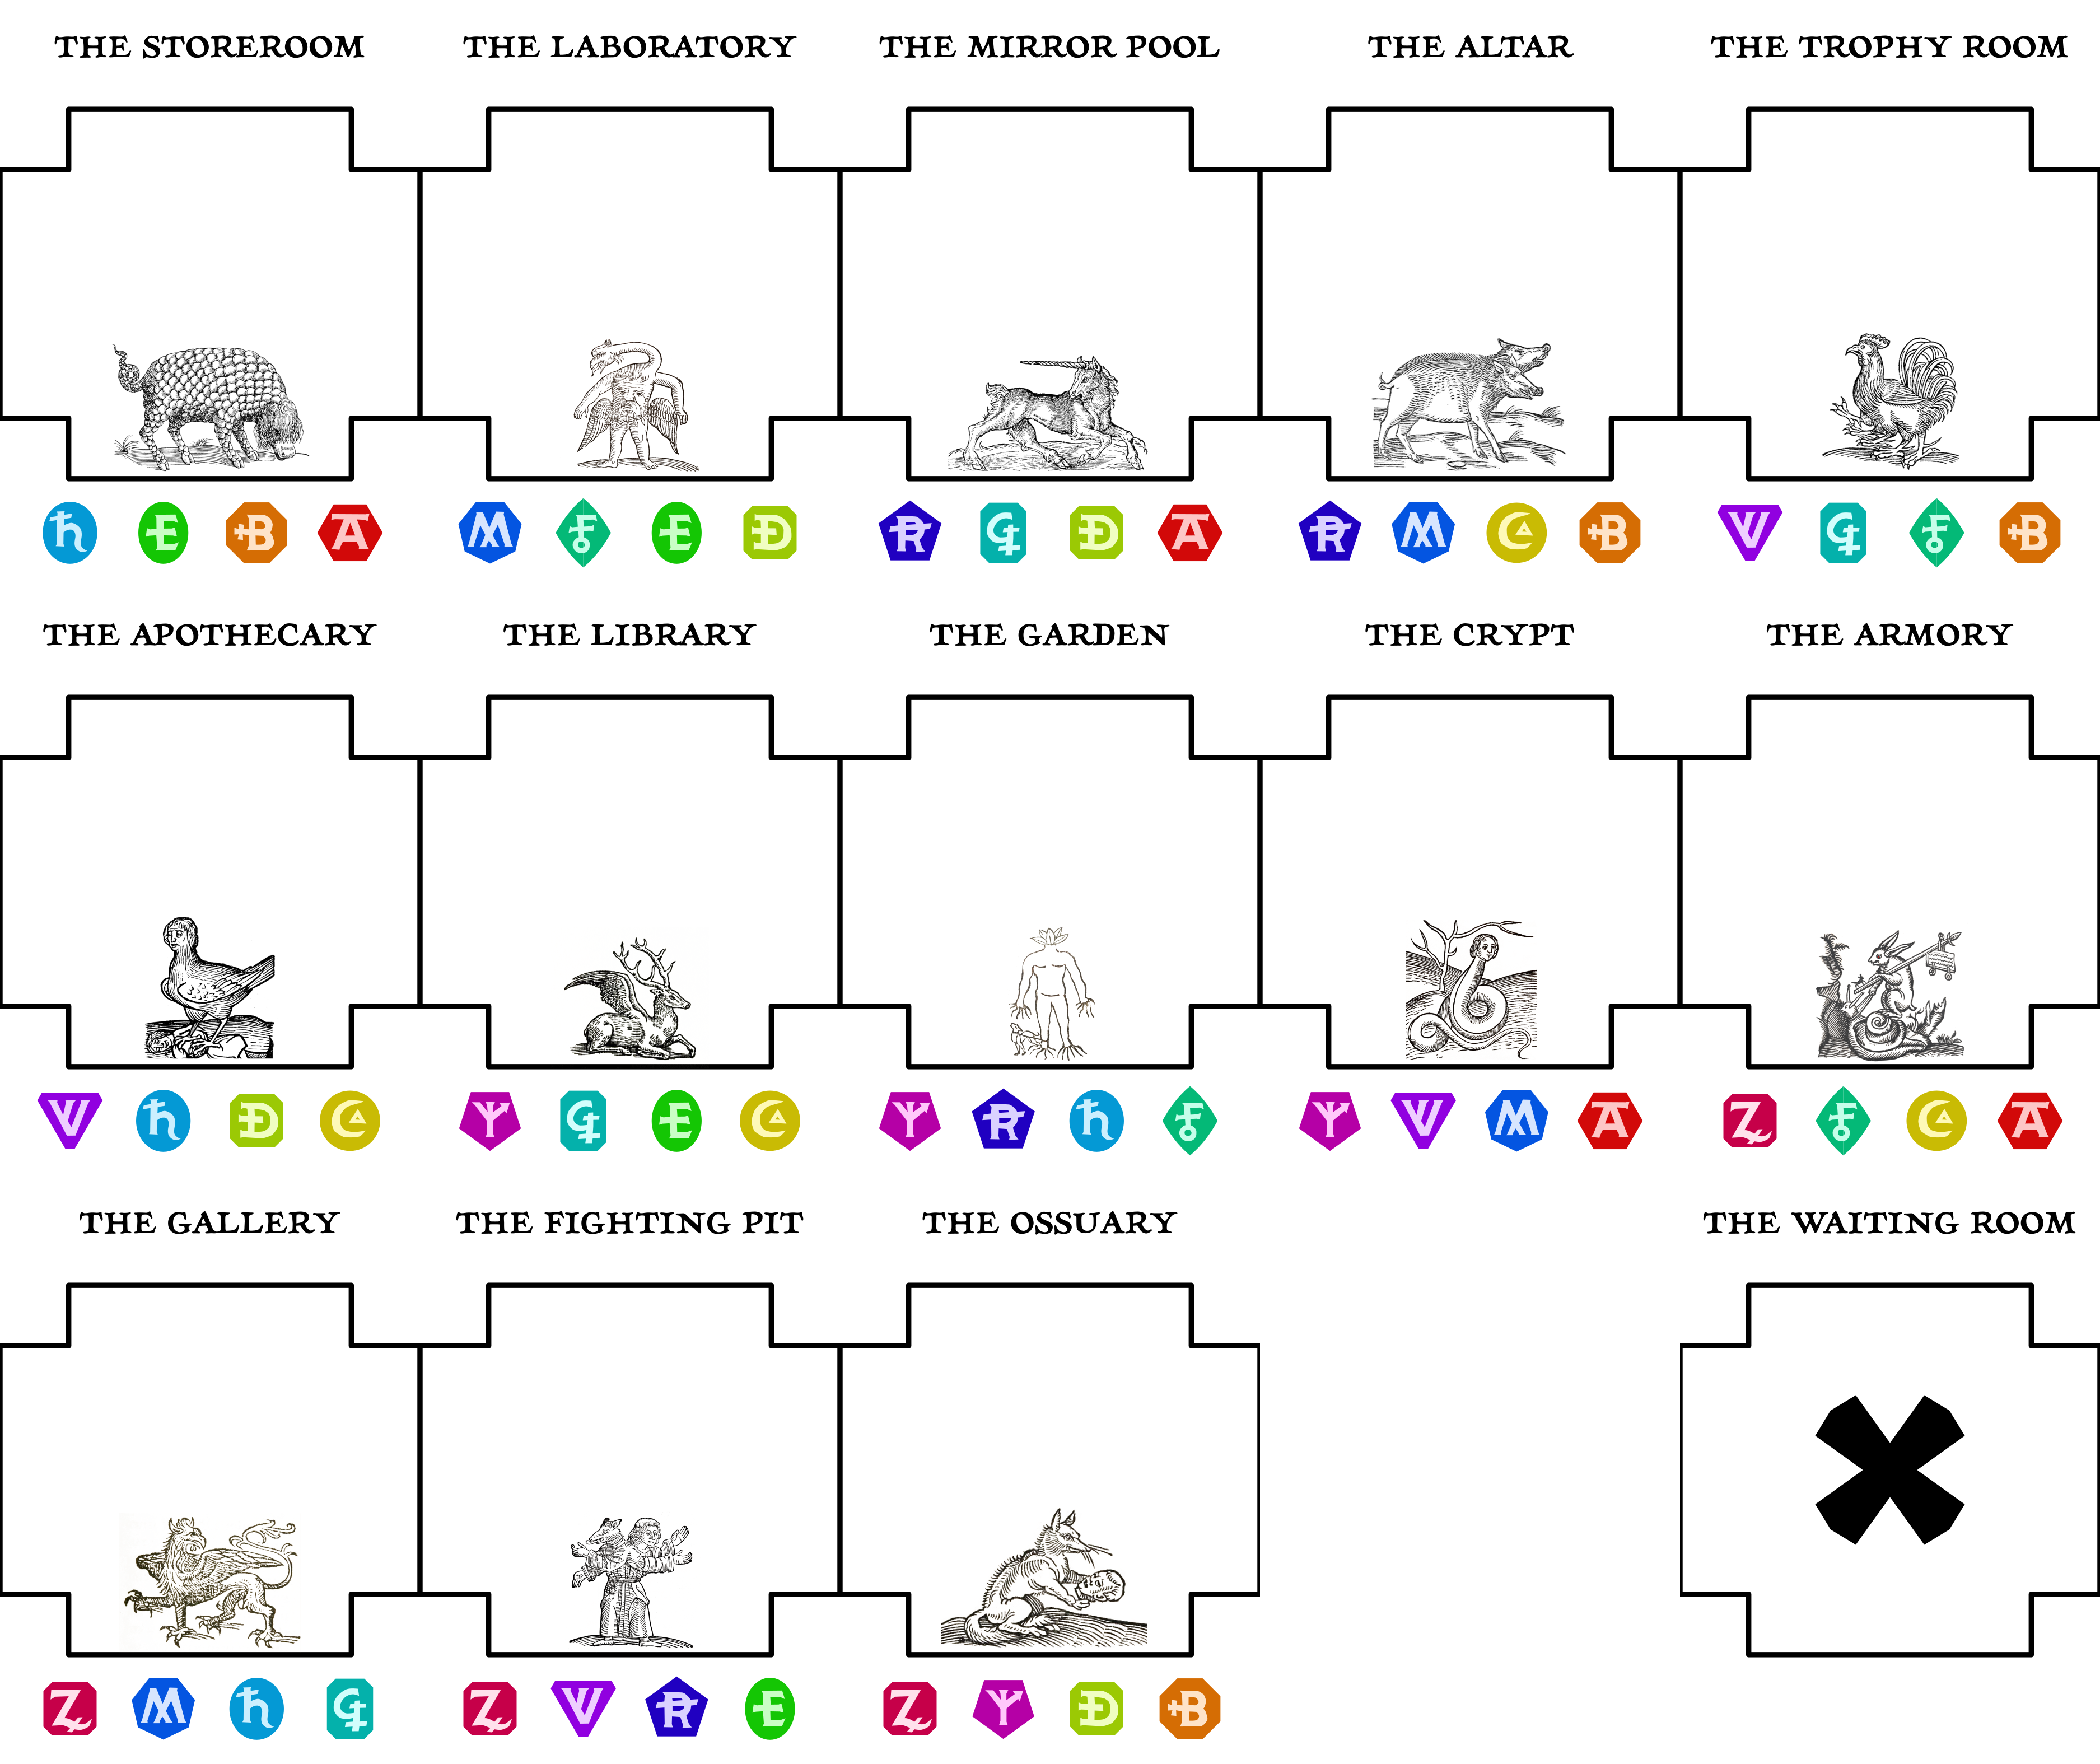 THE STOREROOM THE LABORATORY THE MIRROR POOL THE ALTAR THE TROPHY ROOM
ħ E B A M F E D R G D A R M C B V G F B
THE APOTHECARY THE LIBRARY THE GARDEN THE CRYPT THE ARMORY
V ħ D C Y G E C Y R ħ F Y V M A Z F C A
THE GALLERY THE FIGHTING PIT THE OSSUARY THE WAITING ROOM
Z M ħ G Z V R E Z Y D B